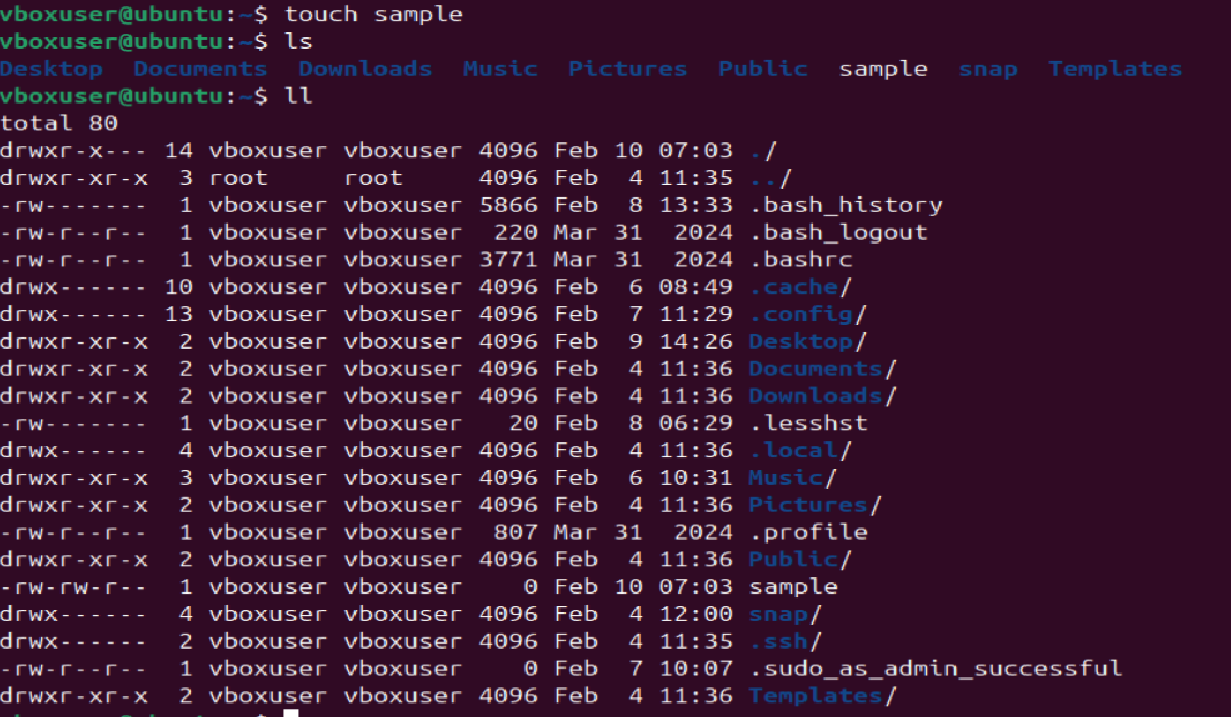 vboxuser@ubuntu:~$ touch sample
vboxuser@ubuntu:~$ ls
Desktop  Documents  Downloads  Music  Pictures  Public  sample  snap  Templates
vboxuser@ubuntu:~$ ll
total 80
drwxr-x--- 14 vboxuser vboxuser 4096 Feb 10 07:03 ./
drwxr-xr-x  3 root     root     4096 Feb  4 11:35 ../
-rw-------  1 vboxuser vboxuser 5866 Feb  8 13:33 .bash_history
-rw-r--r--  1 vboxuser vboxuser  220 Mar 31  2024 .bash_logout
-rw-r--r--  1 vboxuser vboxuser 3771 Mar 31  2024 .bashrc
drwx------ 10 vboxuser vboxuser 4096 Feb  6 08:49 .cache/
drwx------ 13 vboxuser vboxuser 4096 Feb  7 11:29 .config/
drwxr-xr-x  2 vboxuser vboxuser 4096 Feb  9 14:26 Desktop/
drwxr-xr-x  2 vboxuser vboxuser 4096 Feb  4 11:36 Documents/
drwxr-xr-x  2 vboxuser vboxuser 4096 Feb  4 11:36 Downloads/
-rw-------  1 vboxuser vboxuser   20 Feb  8 06:29 .lesshst
drwx------  4 vboxuser vboxuser 4096 Feb  4 11:36 .local/
drwxr-xr-x  3 vboxuser vboxuser 4096 Feb  6 10:31 Music/
drwxr-xr-x  2 vboxuser vboxuser 4096 Feb  4 11:36 Pictures/
-rw-r--r--  1 vboxuser vboxuser  807 Mar 31  2024 .profile
drwxr-xr-x  2 vboxuser vboxuser 4096 Feb  4 11:36 Public/
-rw-rw-r--  1 vboxuser vboxuser    0 Feb 10 07:03 sample
drwx------  4 vboxuser vboxuser 4096 Feb  4 12:00 snap/
drwx------  2 vboxuser vboxuser 4096 Feb  4 11:35 .ssh/
-rw-r--r--  1 vboxuser vboxuser    0 Feb  7 10:07 .sudo_as_admin_successful
drwxr-xr-x  2 vboxuser vboxuser 4096 Feb  4 11:36 Templates/